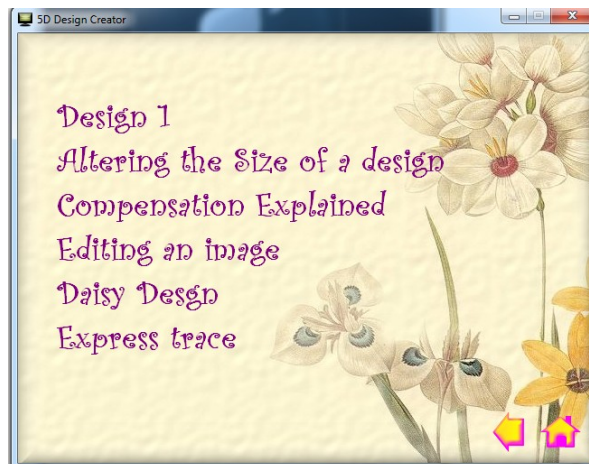 5D Design Creator
Design 1
Altering the Size of a design
Compensation Explained
Editing an image
Daisy Desgn
Express trace